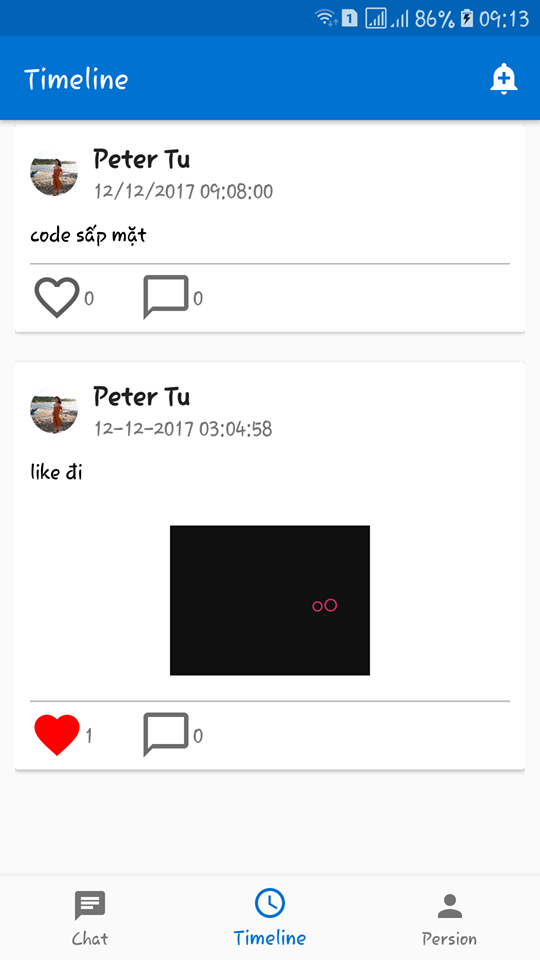 1 86% 09:13
Timeline
Peter Tu
12/12/2017 09:08:00
code sấp mặt
0 0
Peter Tu
12-12-2017 03:04:58
like đi
oO
1 0
Chat Timeline Persion